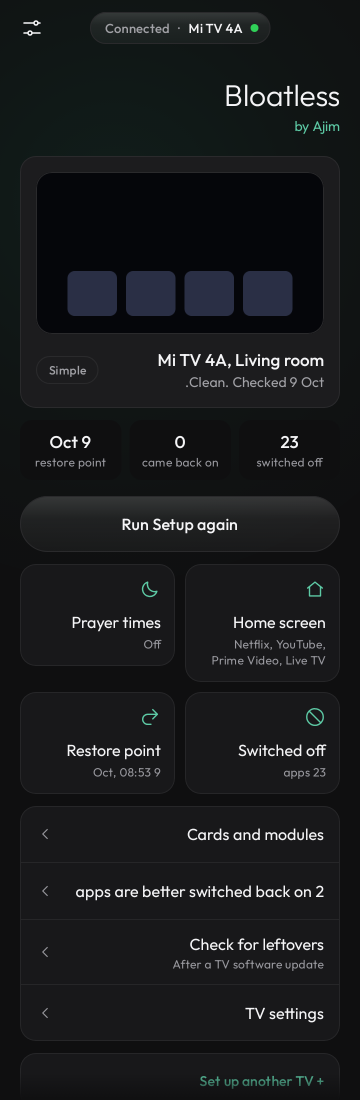 Connected · Mi TV 4A
Bloatless
by Ajim
Mi TV 4A, Living room
.Clean. Checked 9 Oct
Simple
23
switched off
0
came back on
Oct 9
restore point
Run Setup again
Home screen
Netflix, YouTube,
Prime Video, Live TV
Prayer times
Off
Switched off
apps 23
Restore point
Oct, 08:53 9
Cards and modules
apps are better switched back on 2
Check for leftovers
After a TV software update
TV settings
Set up another TV +